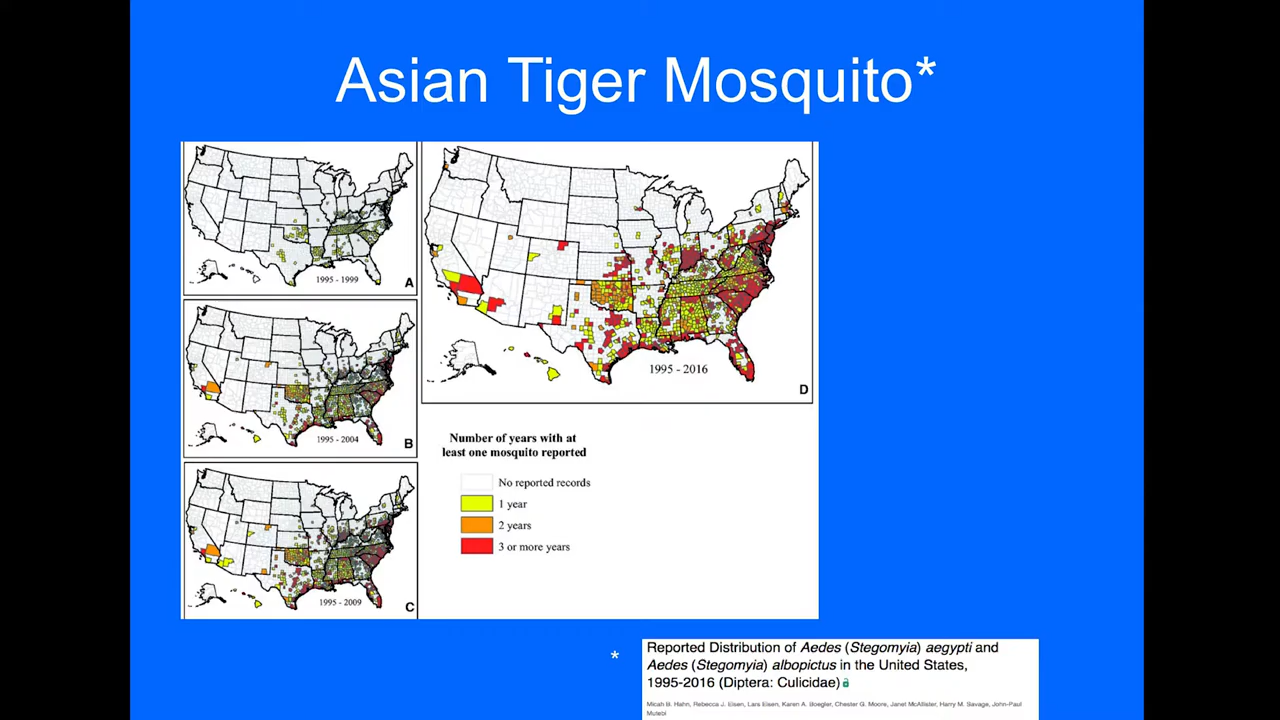 Asian Tiger Mosquito*
1995 - 1999
A
1995 - 2004
B
1995 - 2009
C
1995 - 2016
D
Number of years with at
least one mosquito reported
No reported records
1 year
2 years
3 or more years
*
Reported Distribution of Aedes (Stegomyia) aegypti and
Aedes (Stegomyia) albopictus in the United States,
1995-2016 (Diptera: Culicidae)
Micah B. Hahn, Rebecca J. Eisen, Lars Eisen, Karen A. Boegler, Chester G. Moore, Janet McAllister, Harry M. Savage, John-Paul
Mutebi